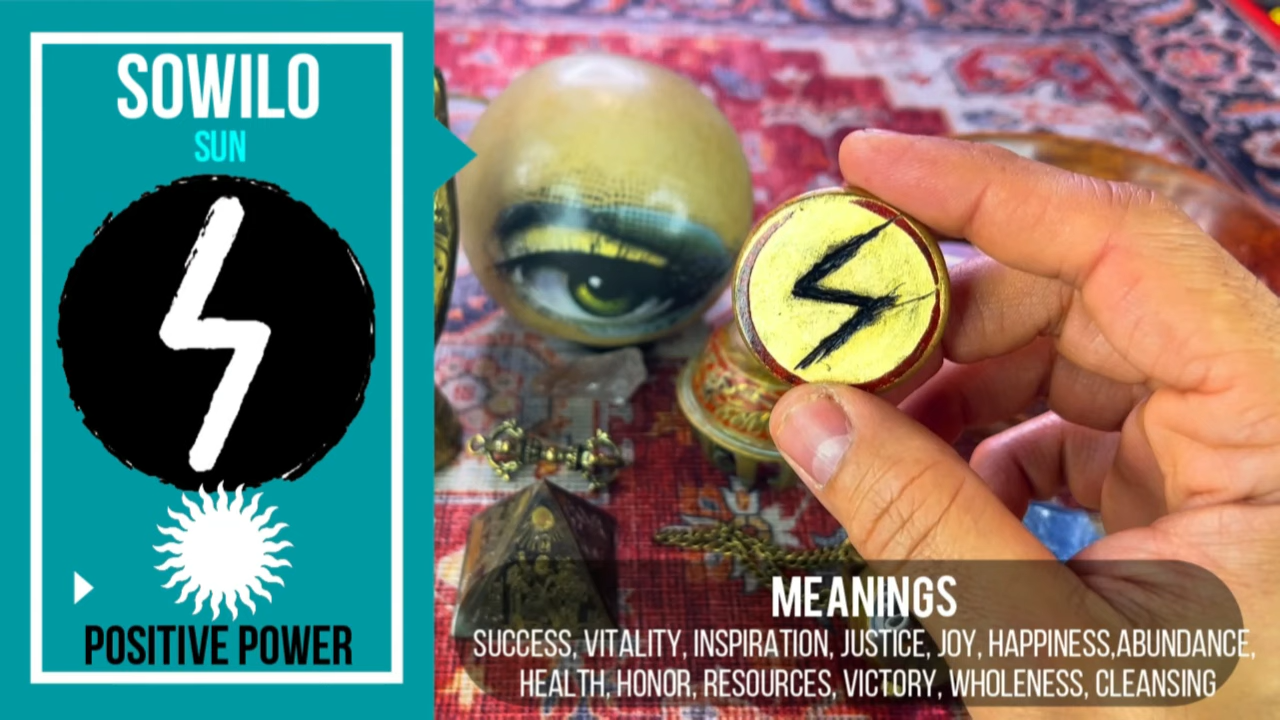 SOWILO
SUN
POSITIVE POWER
MEANINGS
SUCCESS, VITALITY, INSPIRATION, JUSTICE, JOY, HAPPINESS,ABUNDANCE,
HEALTH, HONOR, RESOURCES, VICTORY, WHOLENESS, CLEANSING